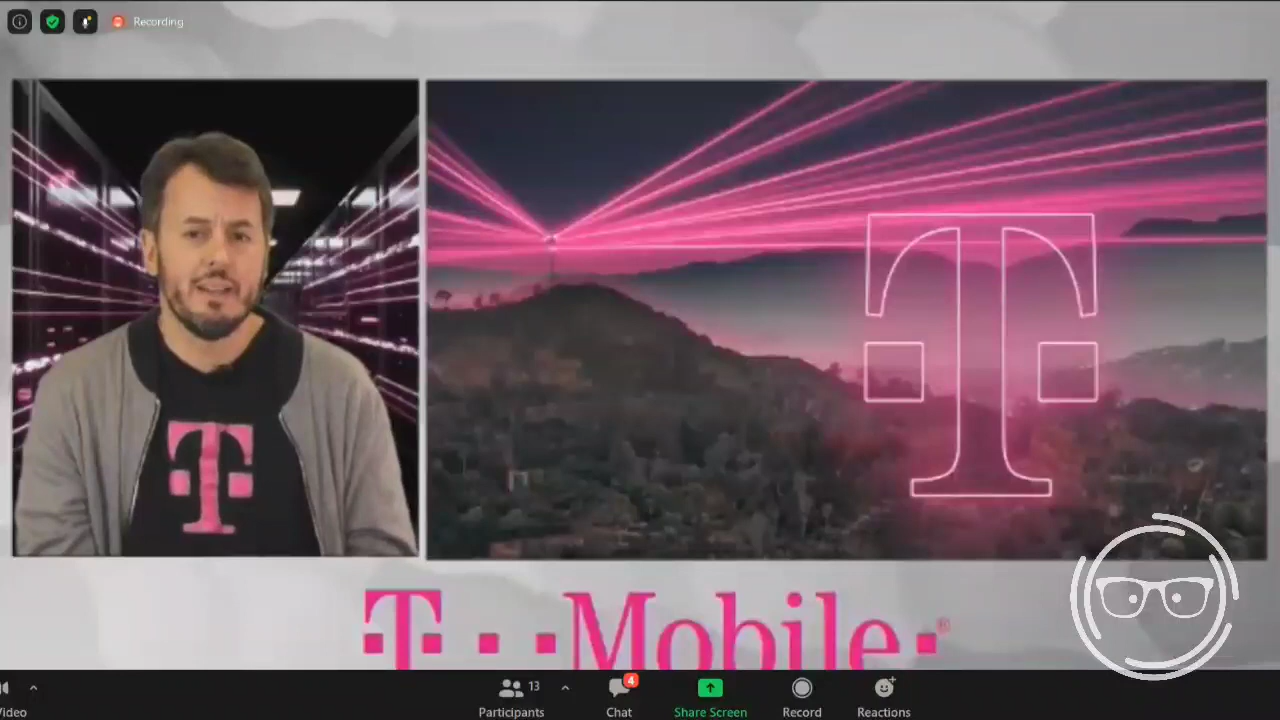 Recording
T
T
T··Mobile·®
Video
13
4
Participants
Chat
Share Screen
Record
Reactions